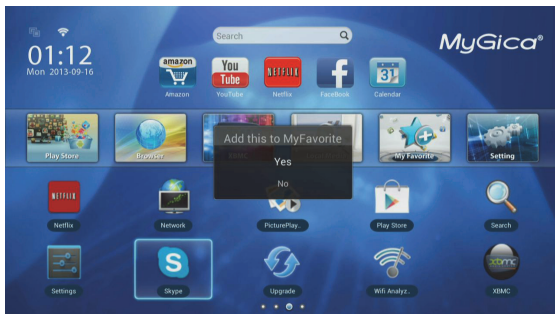 01:12
Mon 2013-09-16
Search
MyGica®
amazon
You
Tube
NETFLIX
31
Amazon
YouTube
Netflix
FaceBook
Calendar
Add this to MyFavorite
Yes
No
Play Store
Browser
XBMC
My Favorite
Setting
NETFLIX
Netflix
Network
PicturePlay..
Play Store
Search
xbmc
Settings
Skype
Upgrade
Wifi Analyz..
XBMC